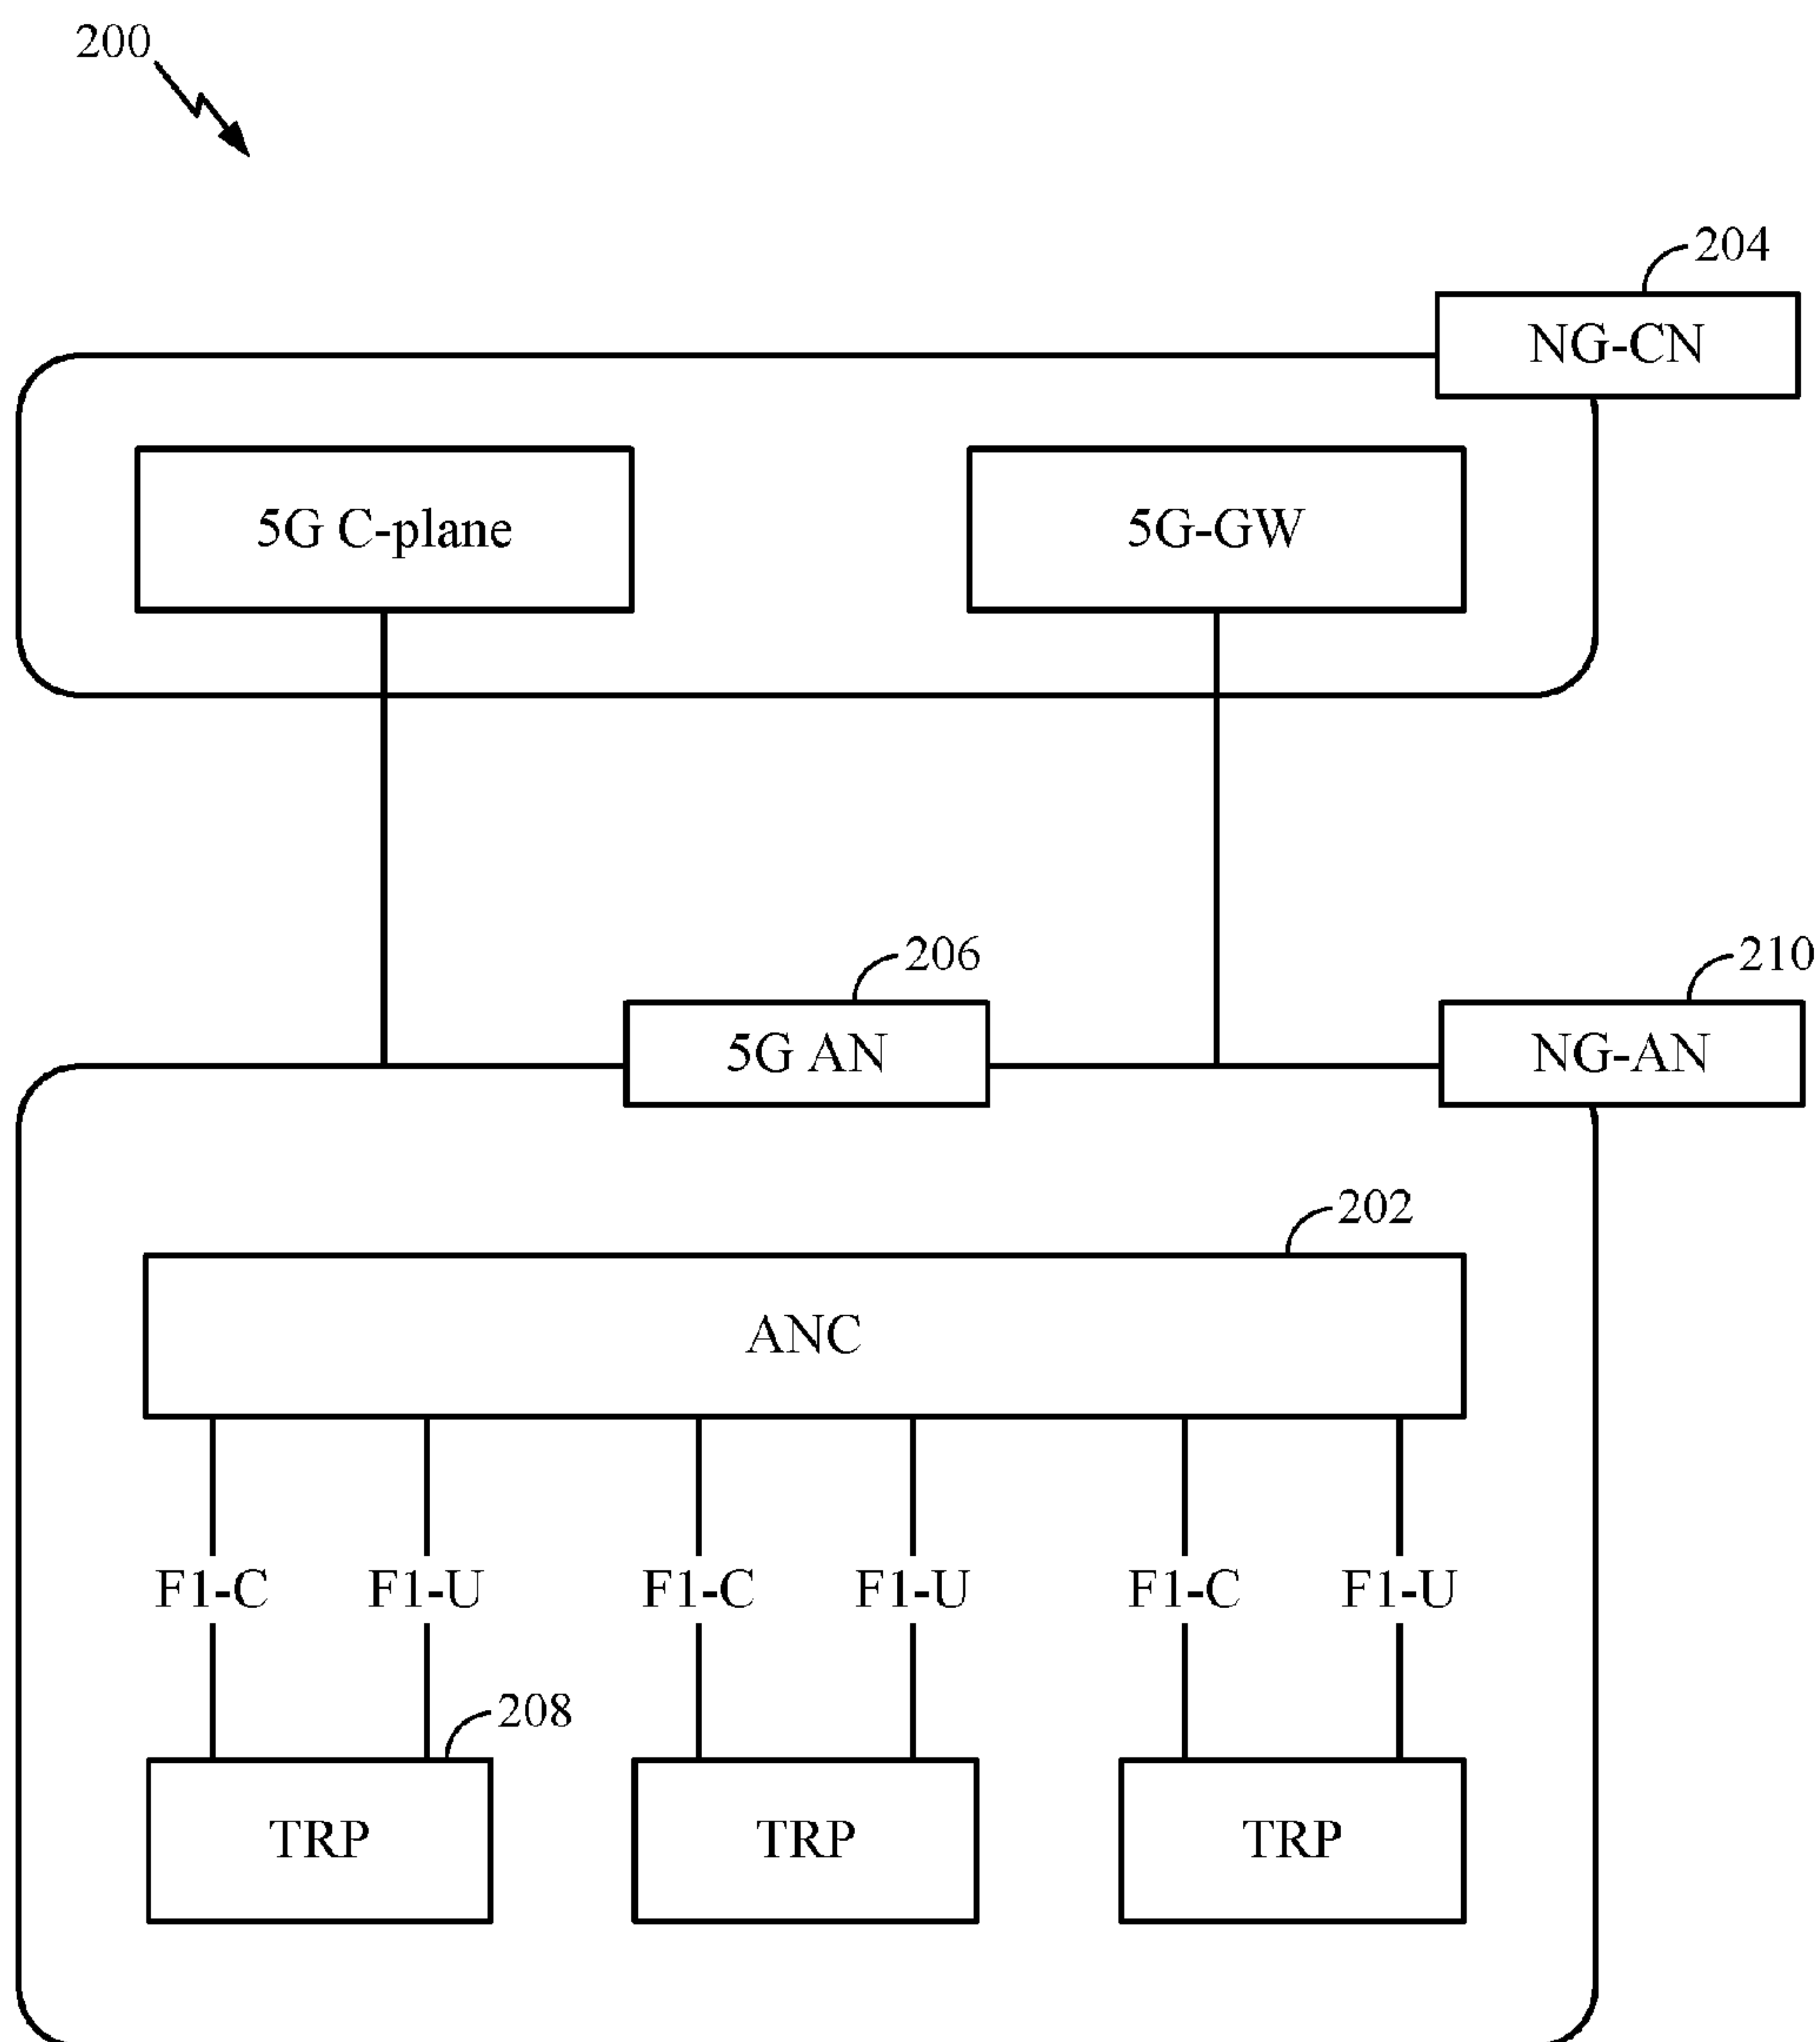 200
204
NG-CN
5G C-plane
5G-GW
206
210
5G AN
NG-AN
202
ANC
F1-C
F1-U
F1-C
F1-U
F1-C
F1-U
208
TRP
TRP
TRP